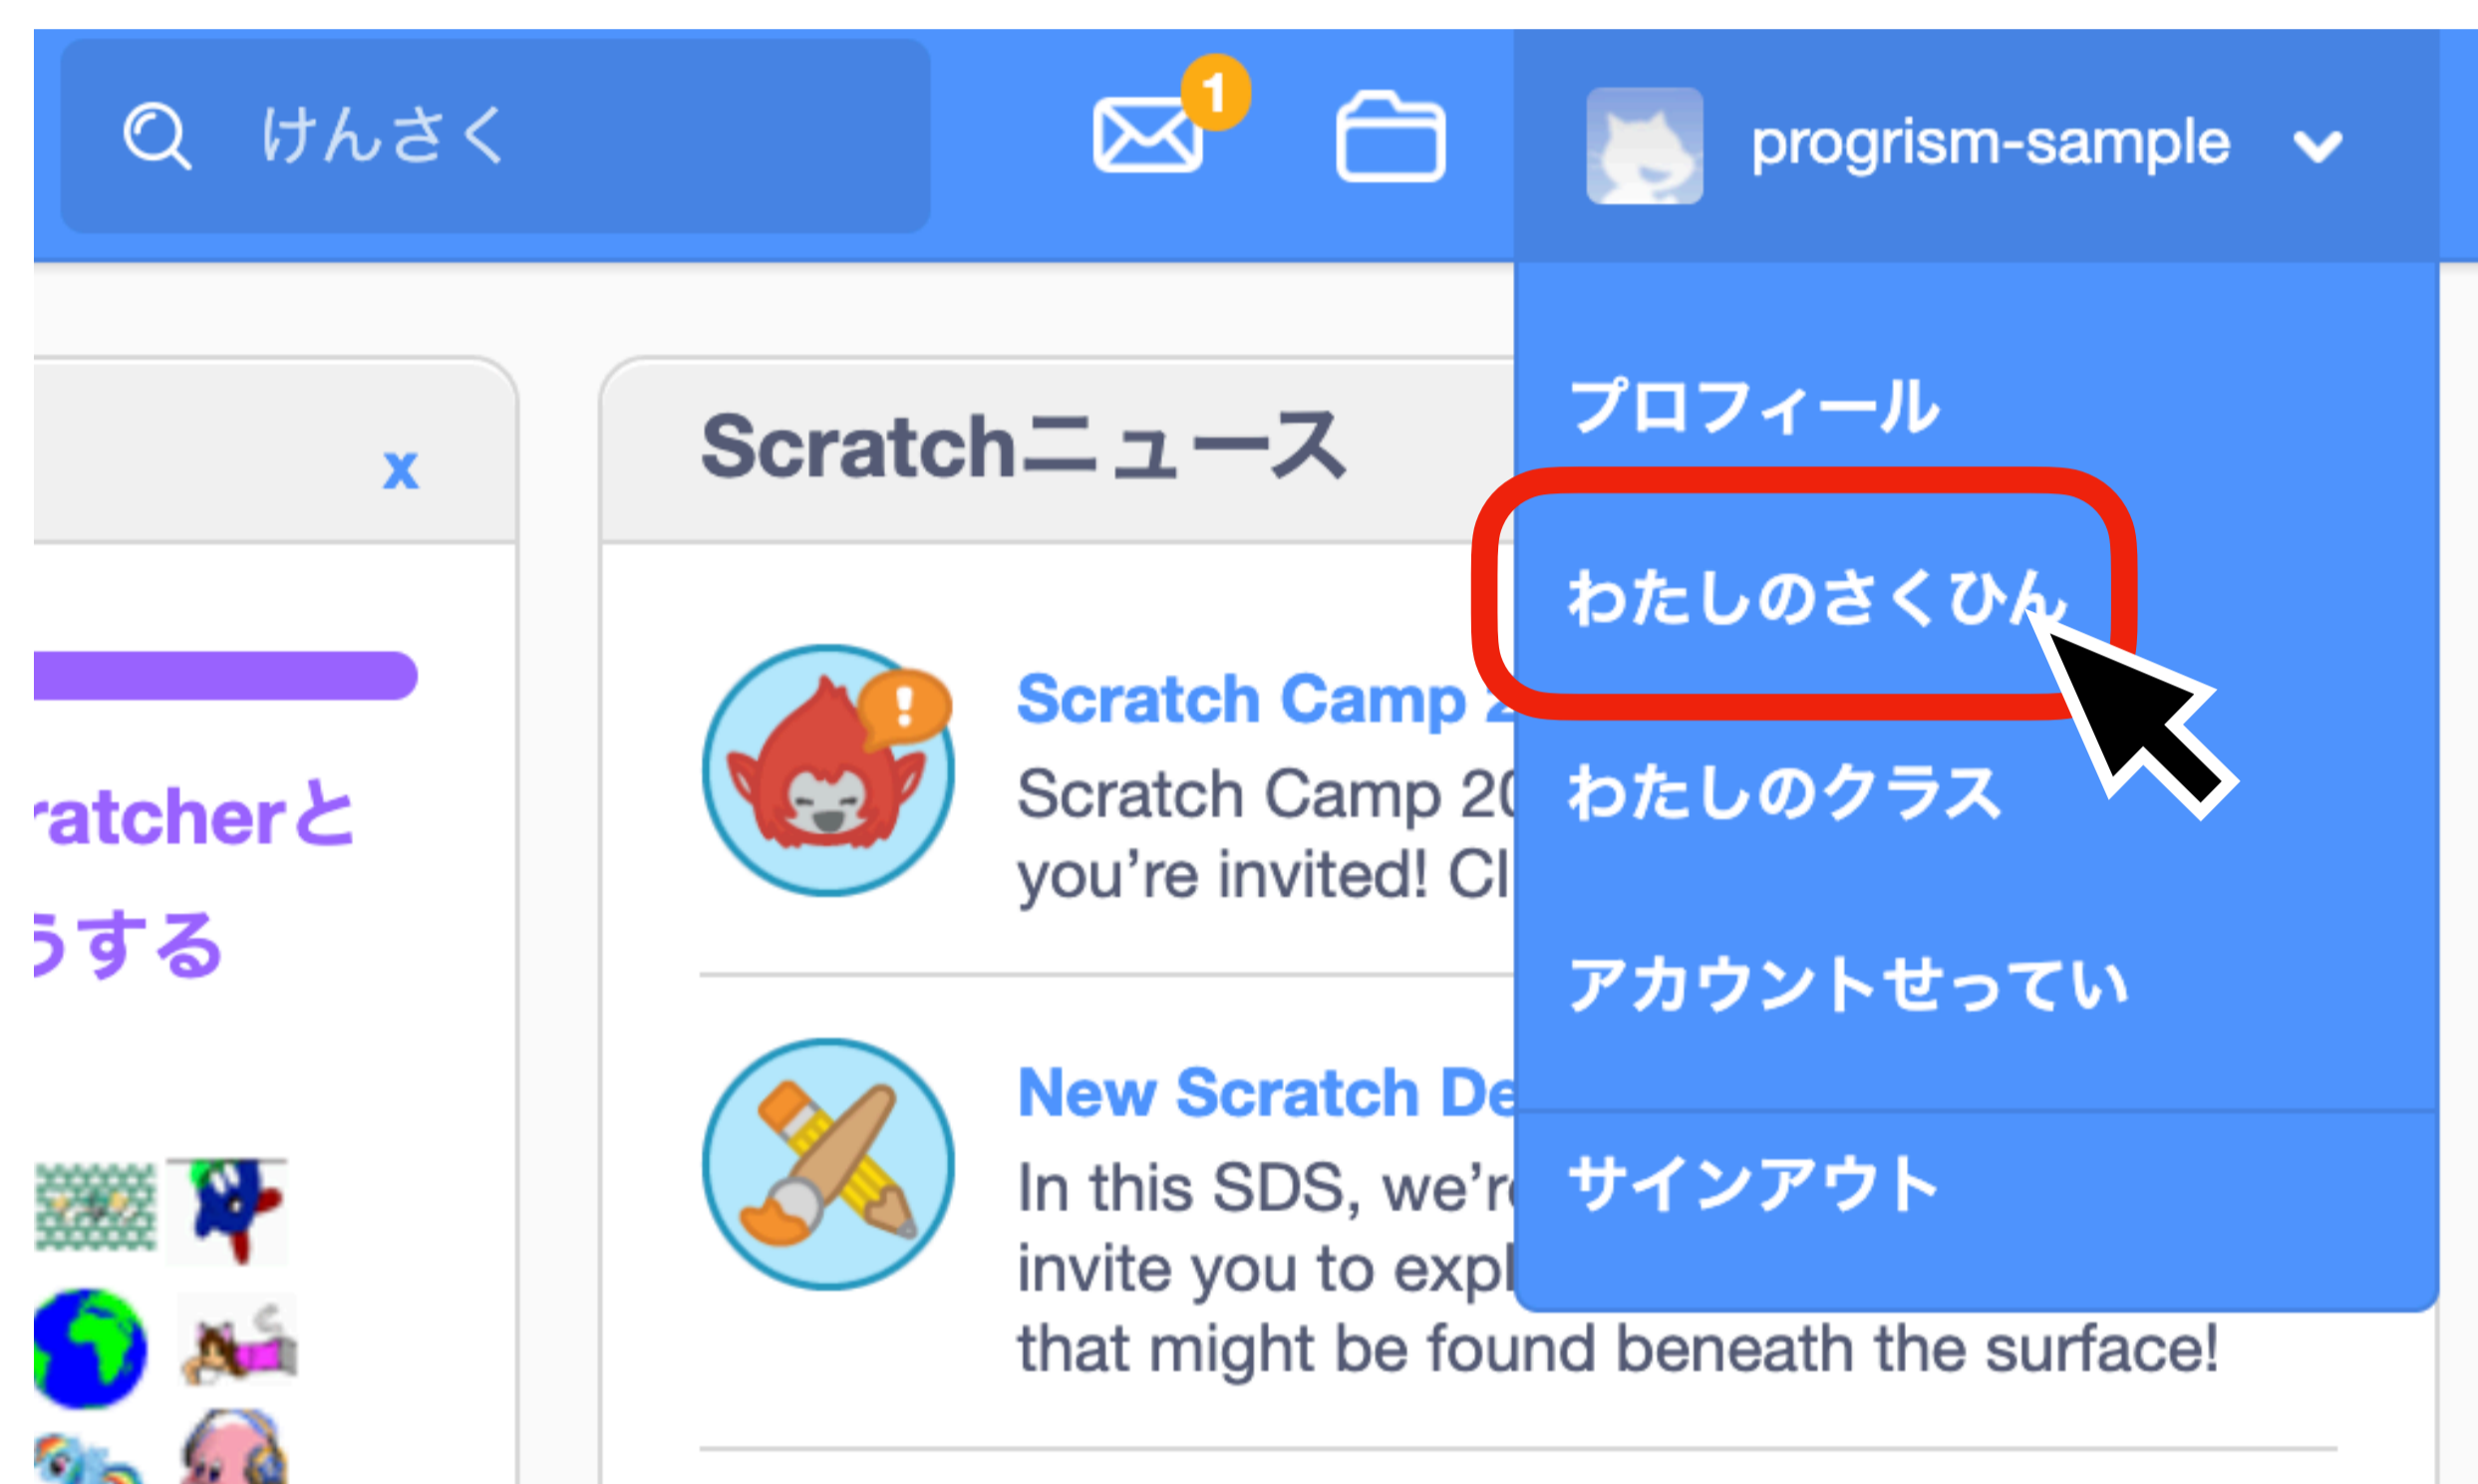 けんさく
1
progrism-sample
x
ratcherと
うする
Scratchニュース
Scratch Camp
Scratch Camp 20
you're invited! Cl
New Scratch De
In this SDS, we're
invite you to expl
that might be found beneath the surface!
プロフィール
わたしのさくひん
わたしのクラス
アカウントせってい
サインアウト